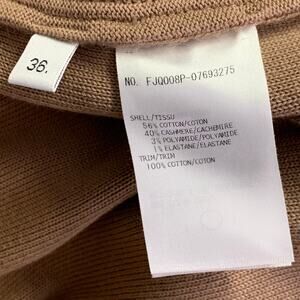 36.
NO. FJQ008P-07693275
SHELL/TISSU
56% COTTON/COTON
40% CASHMERE/CACHEMIRE
3% POLYAMIDE/POLYAMIDE
1% ELASTANE/ELASTANE
TRIM/TRIM
100% COTTON/COTON